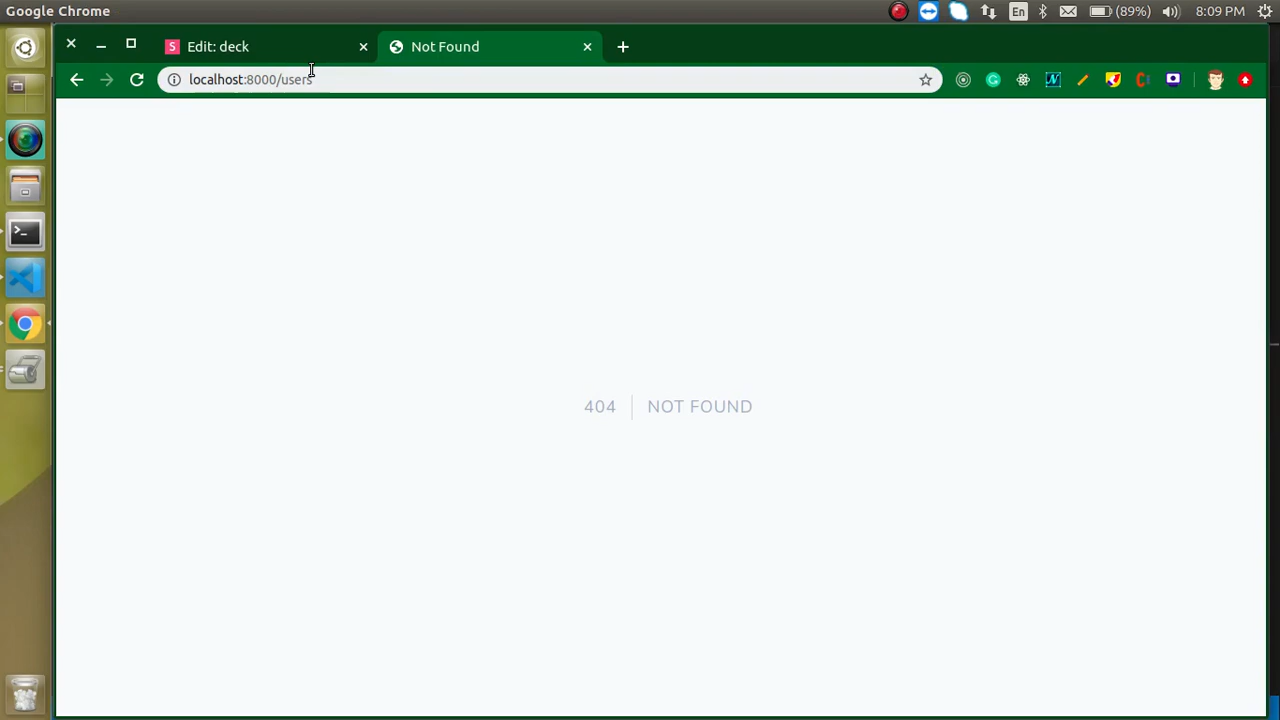 Google Chrome
En
(89%)
8:09 PM
S
Edit: deck
Not Found
localhost:8000/users
404
NOT FOUND